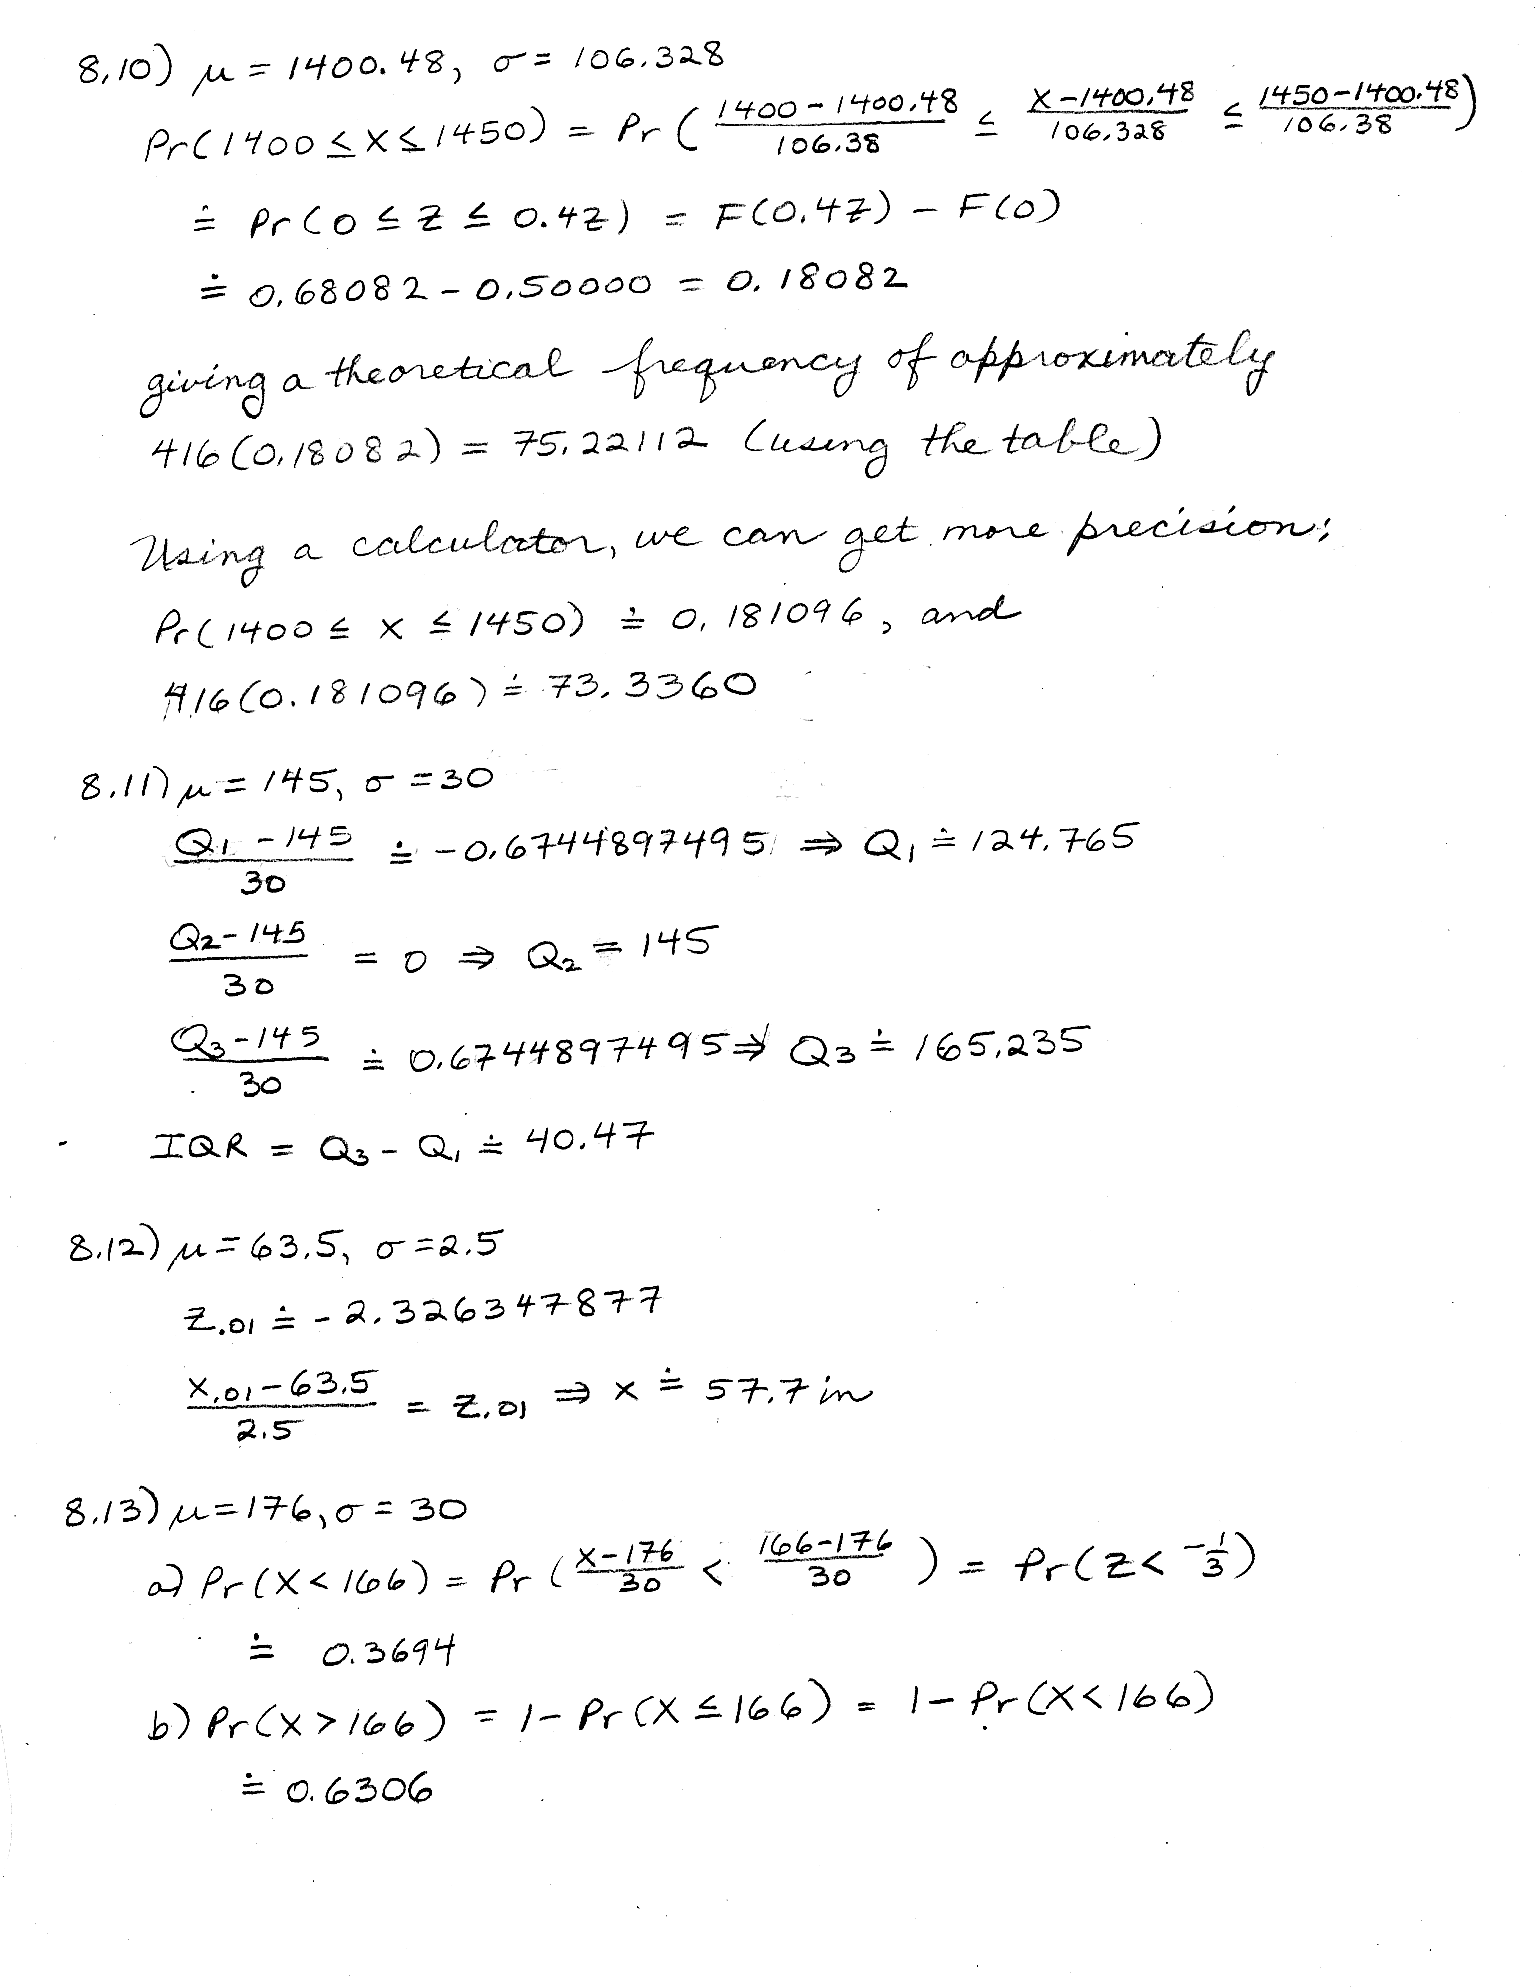 8.10) μ = 1400.48, σ = 106.328
Pr(1400 ≤ X ≤ 1450) = Pr( (1400-1400.48)/106.38 ≤ (X-1400.48)/106.328 ≤ (1450-1400.48)/106.38 )
≐ Pr(0 ≤ Z ≤ 0.47) = F(0.47) - F(0)
≐ 0.68082 - 0.50000 = 0.18082
giving a theoretical frequency of approximately
416(0.18082) = 75.22112 (using the table)
Using a calculator, we can get more precision:
Pr(1400 ≤ X ≤ 1450) ≐ 0.181096, and
416(0.181096) ≐ 73.3360
8.11) μ = 145, σ = 30
(Q₁ - 145)/30 ≐ -0.6744897495 ⇒ Q₁ ≐ 124.765
(Q₂ - 145)/30 = 0 ⇒ Q₂ = 145
(Q₃ - 145)/30 ≐ 0.6744897495 ⇒ Q₃ ≐ 165.235
IQR = Q₃ - Q₁ ≐ 40.47
8.12) μ = 63.5, σ = 2.5
Z.01 ≐ -2.326347877
(X.01 - 63.5)/2.5 = Z.01 ⇒ X ≐ 57.7 in
8.13) μ = 176, σ = 30
a) Pr(X < 166) = Pr( (X-176)/30 < (166-176)/30 ) = Pr(Z < -1/3)
≐ 0.3694
b) Pr(X > 166) = 1 - Pr(X ≤ 166) = 1 - Pr(X < 166)
≐ 0.6306